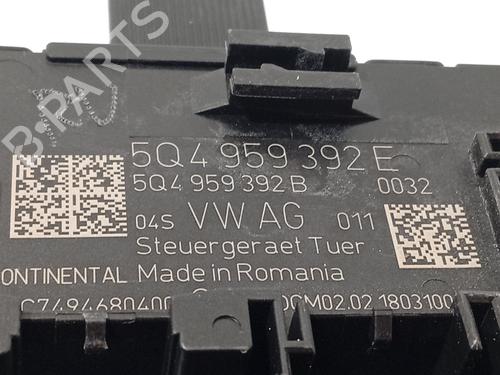 B-PARTS
5Q4 959 392 E
5Q4 959 392 B 0032
04S VW AG 011
Steuergeraet Tuer
CONTINENTAL Made in Romania